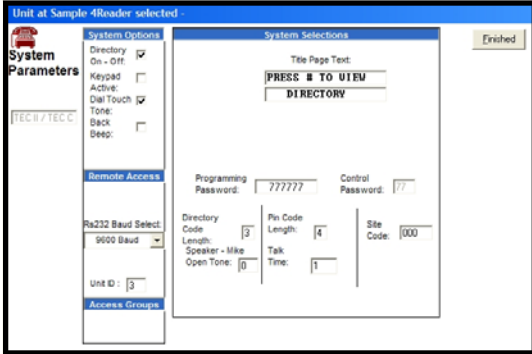 Unit at Sample 4Reader selected -
System
Parameters
TEC II / TEC C
System Options
Directory
On - Off:
Keypad
Active:
Dial Touch
Tone:
Back
Beep:
Remote Access
Rs232 Baud Select:
9600 Baud
Unit ID : 3
Access Groups
System Selections
Title Page Text:
PRESS # TO VIEW
DIRECTORY
Programming
Password: 777777
Control
Password: 77
Directory
Code
Length: 3
Pin Code
Length: 4
Site
Code: 000
Speaker - Mike
Open Tone: 0
Talk
Time: 1
Finished